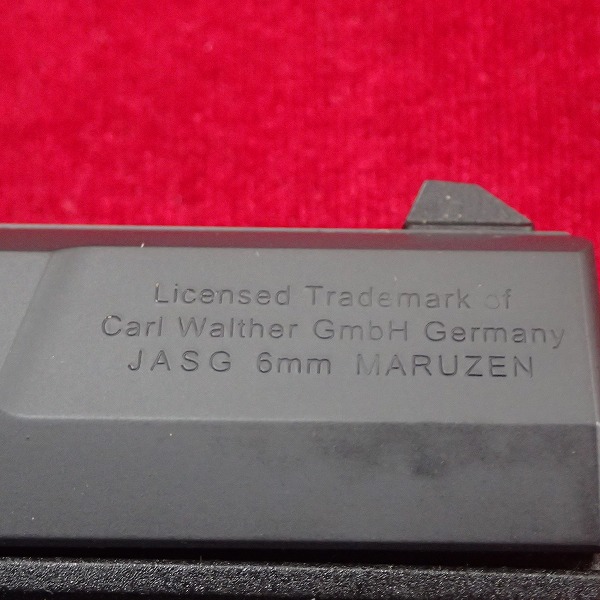 Licensed Trademark of
Carl Walther GmbH Germany
JASG 6mm MARUZEN